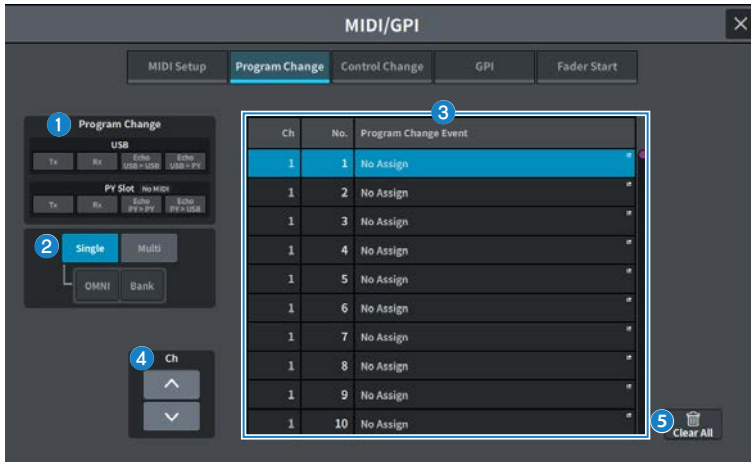 MIDI/GPI
MIDI Setup
Program Change
Control Change
GPI
Fader Start
1
Program Change
USB
Tx
Rx
Echo
USB > USB
Echo
USB > PY
PY Slot No MIDI
Tx
Rx
Echo
PY > PY
Echo
PY > USB
2
Single
Multi
OMNI
Bank
3
Ch No. Program Change Event
1 1 No Assign
1 2 No Assign
1 3 No Assign
1 4 No Assign
1 5 No Assign
1 6 No Assign
1 7 No Assign
1 8 No Assign
1 9 No Assign
1 10 No Assign
4
Ch
5
Clear All